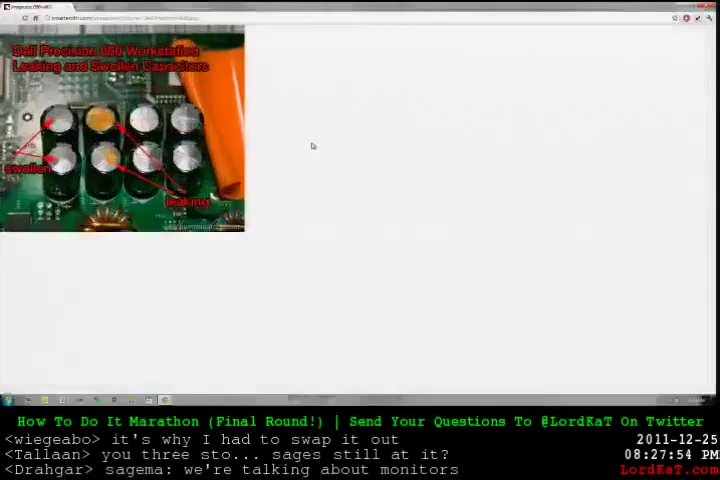 Dell Precision 650 Workstation
Leaking and Swollen Capacitors
swollen
leaking
How To Do It Marathon (Final Round!) | Send Your Questions To @LordKaT On Twitter
<wiegeabo> it's why I had to swap it out
2011-12-25
<Tallaan> you three sto... sages still at it?
08:27:54 PM
<Drahgar> sagema: we're talking about monitors
LordKaT.com